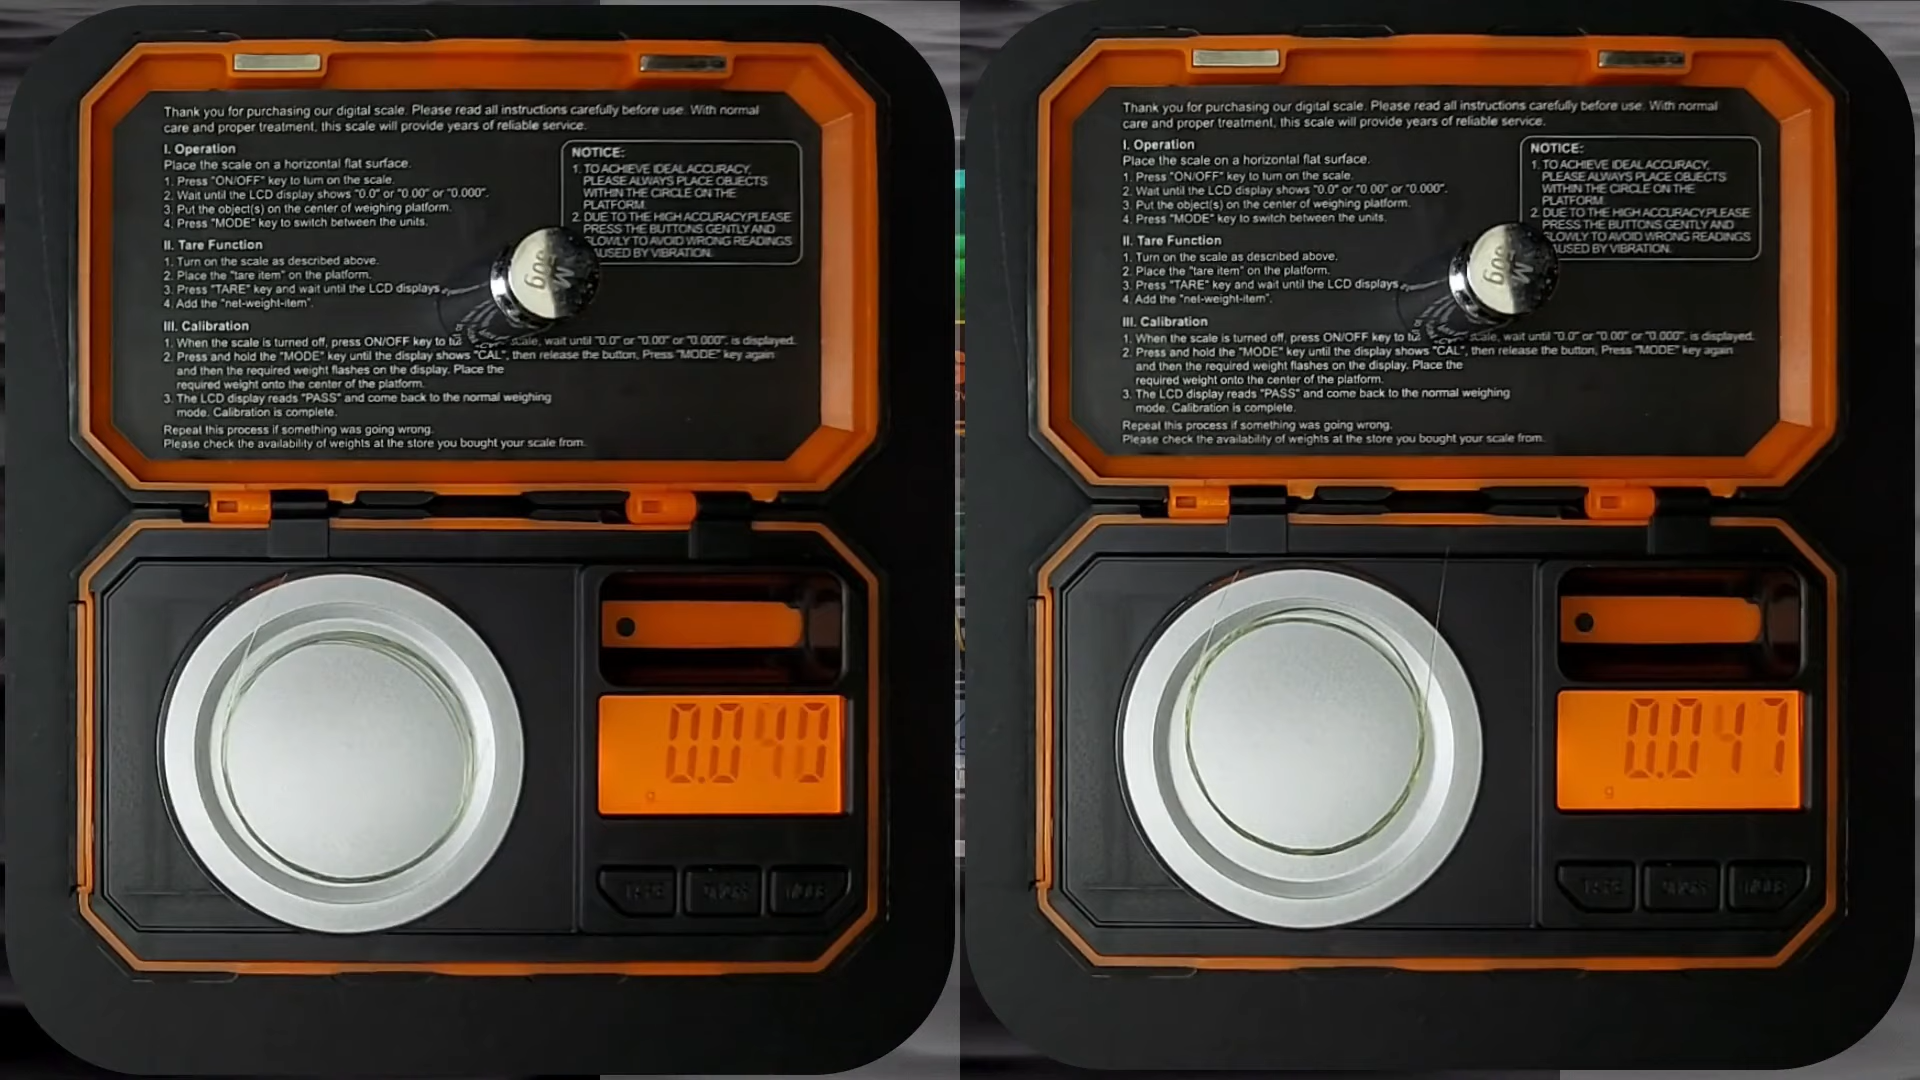 Thank you for purchasing our digital scale. Please read all instructions carefully before use. With normal
care and proper treatment, this scale will provide years of reliable service.
I. Operation
Place the scale on a horizontal flat surface.
1. Press "ON/OFF" key to turn on the scale.
2. Wait until the LCD display shows "0.0" or "0.00" or "0.000".
3. Put the object(s) on the center of weighing platform.
4. Press "MODE" key to switch between the units.
II. Tare Function
1. Turn on the scale as described above.
2. Place the "tare item" on the platform.
3. Press "TARE" key and wait until the LCD displays
4. Add the "net-weight-item".
NOTICE:
1. TO ACHIEVE IDEAL ACCURACY,
PLEASE ALWAYS PLACE OBJECTS
WITHIN THE CIRCLE ON THE
PLATFORM.
2. DUE TO THE HIGH ACCURACY,PLEASE
PRESS THE BUTTONS GENTLY AND
SLOWLY TO AVOID WRONG READINGS
CAUSED BY VIBRATION.
M
50g
III. Calibration
1. When the scale is turned off, press ON/OFF key to scale, wait until "0.0" or "0.00" or "0.000". is displayed.
2. Press and hold the "MODE" key until the display shows "CAL", then release the button, Press "MODE" key again
and then the required weight flashes on the display. Place the
required weight onto the center of the platform.
3. The LCD display reads "PASS" and come back to the normal weighing
mode. Calibration is complete.
Repeat this process if something was going wrong.
Please check the availability of weights at the store you bought your scale from.
0.040
g
TARE ON/OFF MODE
Thank you for purchasing our digital scale. Please read all instructions carefully before use. With normal
care and proper treatment, this scale will provide years of reliable service.
I. Operation
Place the scale on a horizontal flat surface.
1. Press "ON/OFF" key to turn on the scale.
2. Wait until the LCD display shows "0.0" or "0.00" or "0.000".
3. Put the object(s) on the center of weighing platform.
4. Press "MODE" key to switch between the units.
II. Tare Function
1. Turn on the scale as described above.
2. Place the "tare item" on the platform.
3. Press "TARE" key and wait until the LCD displays
4. Add the "net-weight-item".
NOTICE:
1. TO ACHIEVE IDEAL ACCURACY,
PLEASE ALWAYS PLACE OBJECTS
WITHIN THE CIRCLE ON THE
PLATFORM.
2. DUE TO THE HIGH ACCURACY,PLEASE
PRESS THE BUTTONS GENTLY AND
SLOWLY TO AVOID WRONG READINGS
CAUSED BY VIBRATION.
M
50g
III. Calibration
1. When the scale is turned off, press ON/OFF key to scale, wait until "0.0" or "0.00" or "0.000". is displayed.
2. Press and hold the "MODE" key until the display shows "CAL", then release the button, Press "MODE" key again
and then the required weight flashes on the display. Place the
required weight onto the center of the platform.
3. The LCD display reads "PASS" and come back to the normal weighing
mode. Calibration is complete.
Repeat this process if something was going wrong.
Please check the availability of weights at the store you bought your scale from.
0.047
g
TARE ON/OFF MODE